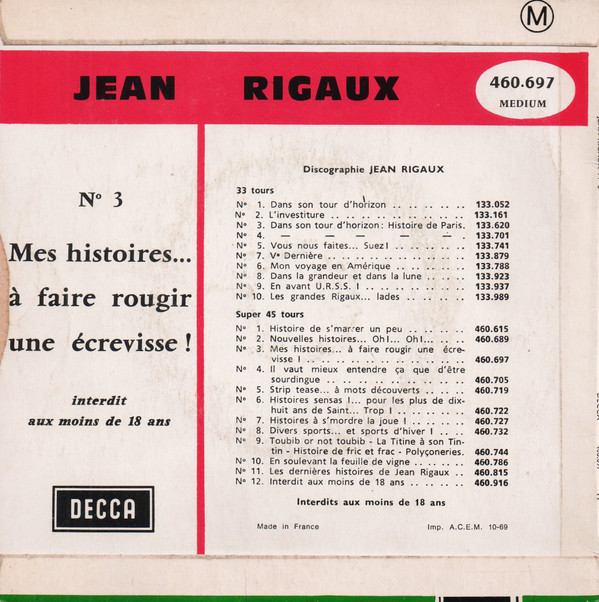 M
JEAN RIGAUX
460.697
MEDIUM
N° 3
Mes histoires...
à faire rougir
une écrevisse !
interdit
aux moins de 18 ans
DECCA
Discographie JEAN RIGAUX
33 tours
N° 1. Dans son tour d'horizon .. .. .. .. .. .. 133.052
N° 2. L'investiture .. .. .. .. .. .. .. .. 133.161
N° 3. Dans son tour d'horizon : Histoire de Paris. 133.620
N° 4. — — — — — 133.701
N° 5. Vous nous faites... Suez ! .. .. .. .. .. 133.741
N° 7. Vᵉ Dernière .. .. .. .. .. .. .. .. 133.879
N° 6. Mon voyage en Amérique .. .. .. .. .. 133.788
N° 8. Dans la grandeur et dans la lune .. .. .. 133.923
N° 9. En avant U.R.S.S. ! .. .. .. .. .. .. 133.937
N° 10. Les grandes Rigaux... lades .. .. .. .. 133.989
Super 45 tours
N° 1. Histoire de s'marrer un peu .. .. .. .. 460.615
N° 2. Nouvelles histoires... Oh !... Oh !... .. .. 460.689
N° 3. Mes histoires... à faire rougir une écre-
visse ! .. .. .. .. .. .. .. .. .. 460.697
N° 4. Il vaut mieux entendre ça que d'être
sourdingue .. .. .. .. .. .. .. .. 460.705
N° 5. Strip tease... à mots découverts .. .. .. 460.719
N° 6. Histoires sensas !... pour les plus de dix-
huit ans de Saint... Trop ! .. .. .. .. 460.722
N° 7. Histoires à s'mordre la joue ! .. .. .. .. 460.727
N° 8. Divers sports... et sports d'hiver ! .. .. .. 460.732
N° 9. Toubib or not toubib - La Titine à son Tin-
tin - Histoire de fric et frac - Polyçoneries. 460.744
N° 10. En soulevant la feuille de vigne .. .. .. .. 460.786
N° 11. Les dernières histoires de Jean Rigaux .. 460.815
N° 12. Interdit aux moins de 18 ans .. .. .. .. 460.916
Interdits aux moins de 18 ans
Made in France Imp. A.C.E.M. 10-69